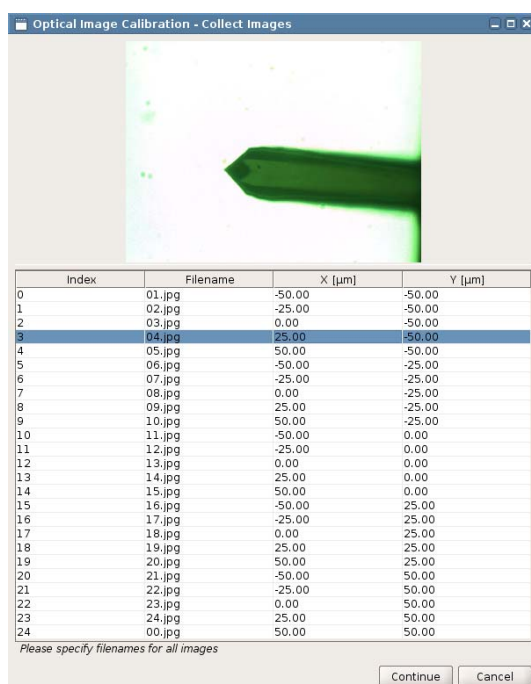 Optical Image Calibration - Collect Images
Index Filename X [µm] Y [µm]
0 01.jpg -50.00 -50.00
1 02.jpg -25.00 -50.00
2 03.jpg 0.00 -50.00
3 04.jpg 25.00 -50.00
4 05.jpg 50.00 -50.00
5 06.jpg -50.00 -25.00
6 07.jpg -25.00 -25.00
7 08.jpg 0.00 -25.00
8 09.jpg 25.00 -25.00
9 10.jpg 50.00 -25.00
10 11.jpg -50.00 0.00
11 12.jpg -25.00 0.00
12 13.jpg 0.00 0.00
13 14.jpg 25.00 0.00
14 15.jpg 50.00 0.00
15 16.jpg -50.00 25.00
16 17.jpg -25.00 25.00
17 18.jpg 0.00 25.00
18 19.jpg 25.00 25.00
19 20.jpg 50.00 25.00
20 21.jpg -50.00 50.00
21 22.jpg -25.00 50.00
22 23.jpg 0.00 50.00
23 24.jpg 25.00 50.00
24 00.jpg 50.00 50.00
Please specify filenames for all images
Continue Cancel